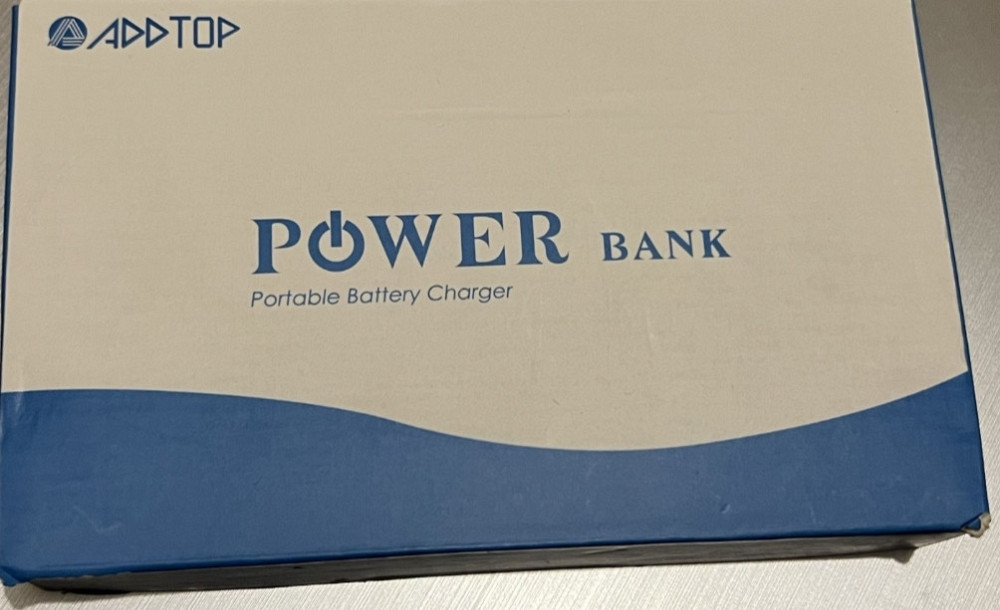 ADDTOP
POWER BANK
Portable Battery Charger